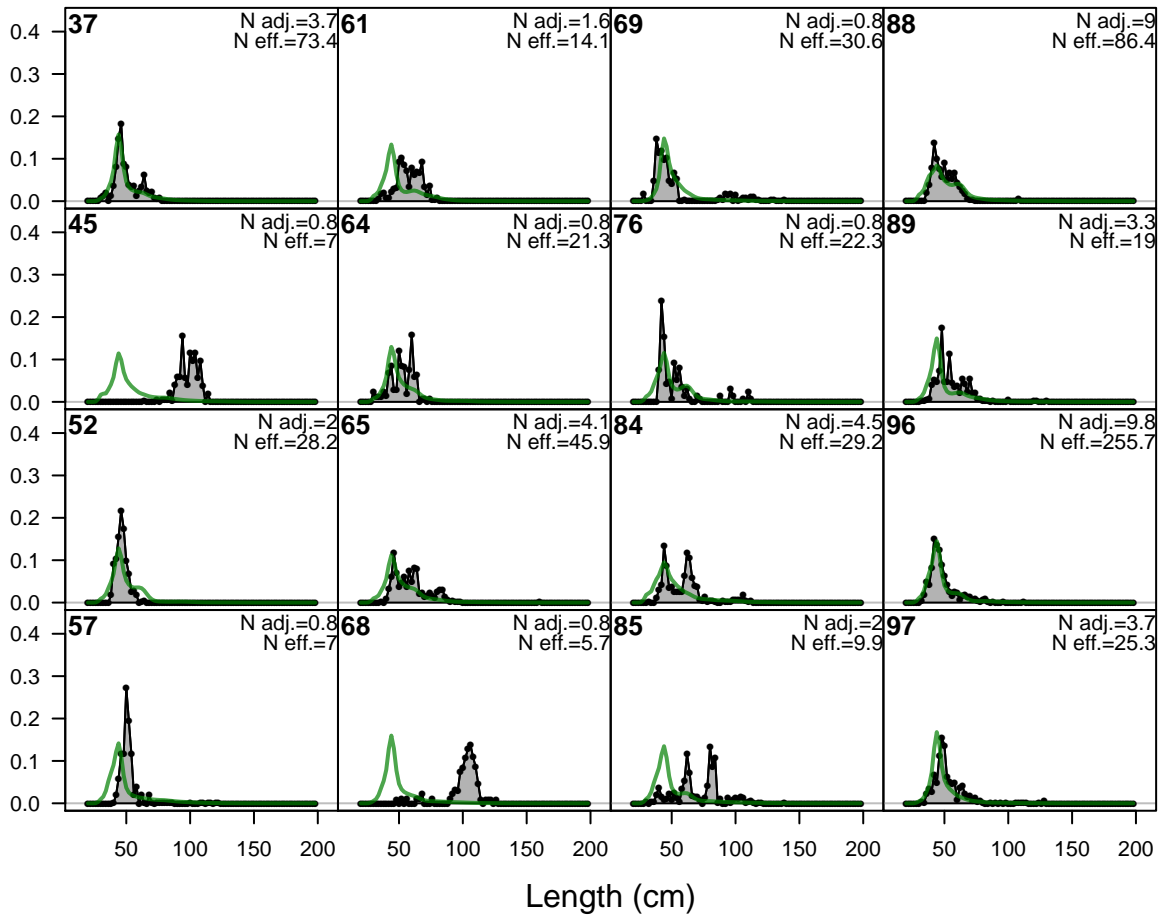 37 N adj.=3.7
N eff.=73.4
61 N adj.=1.6
N eff.=14.1
69 N adj.=0.8
N eff.=30.6
88 N adj.=9
N eff.=86.4
0.4
0.3
0.2
0.1
0.0
45 N adj.=0.8
N eff.=7
64 N adj.=0.8
N eff.=21.3
76 N adj.=0.8
N eff.=22.3
89 N adj.=3.3
N eff.=19
0.4
0.3
0.2
0.1
0.0
52 N adj.=2
N eff.=28.2
65 N adj.=4.1
N eff.=45.9
84 N adj.=4.5
N eff.=29.2
96 N adj.=9.8
N eff.=255.7
0.4
0.3
0.2
0.1
0.0
57 N adj.=0.8
N eff.=7
68 N adj.=0.8
N eff.=5.7
85 N adj.=2
N eff.=9.9
97 N adj.=3.7
N eff.=25.3
0.4
0.3
0.2
0.1
0.0
50 100 150 200 50 100 150 200 50 100 150 200 50 100 150 200
Length (cm)